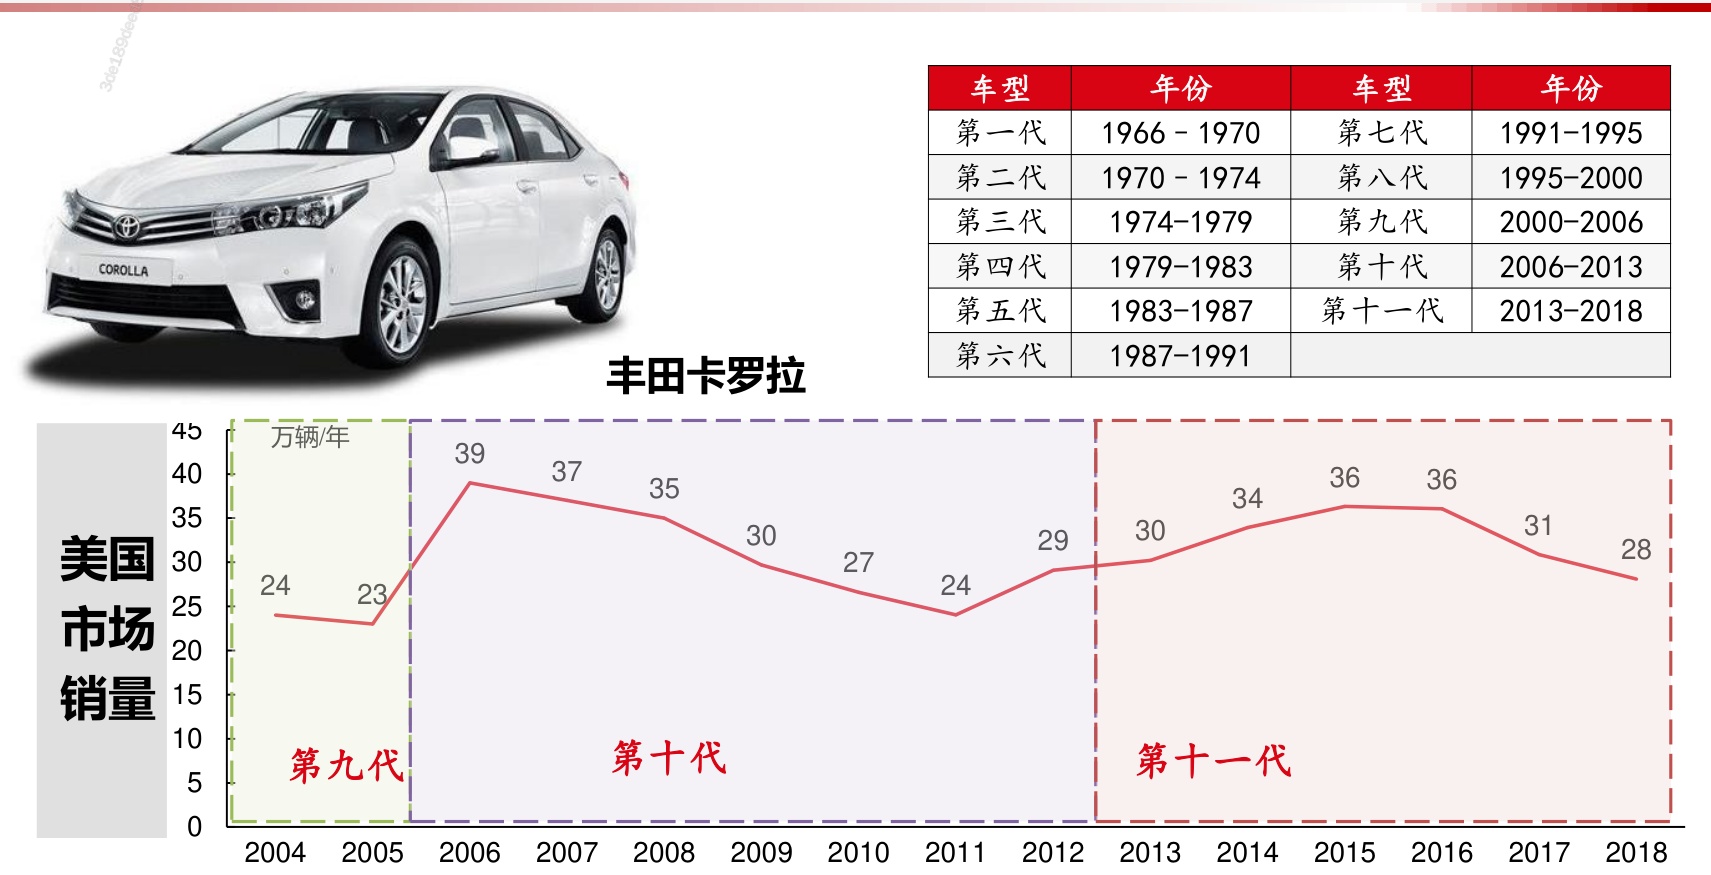 3de189dee
COROLLA
丰田卡罗拉
车型 年份 车型 年份
第一代 1966 - 1970 第七代 1991-1995
第二代 1970 - 1974 第八代 1995-2000
第三代 1974-1979 第九代 2000-2006
第四代 1979-1983 第十代 2006-2013
第五代 1983-1987 第十一代 2013-2018
第六代 1987-1991
美国
市场
销量
万辆/年
45
40
35
30
25
20
15
10
5
0
24
23
39
37
35
30
27
24
29
30
34
36
36
31
28
第九代
第十代
第十一代
2004 2005 2006 2007 2008 2009 2010 2011 2012 2013 2014 2015 2016 2017 2018